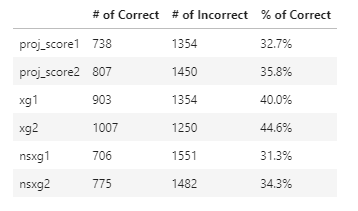 # of Correct # of Incorrect % of Correct
proj_score1 738 1354 32.7%
proj_score2 807 1450 35.8%
xg1 903 1354 40.0%
xg2 1007 1250 44.6%
nsxg1 706 1551 31.3%
nsxg2 775 1482 34.3%